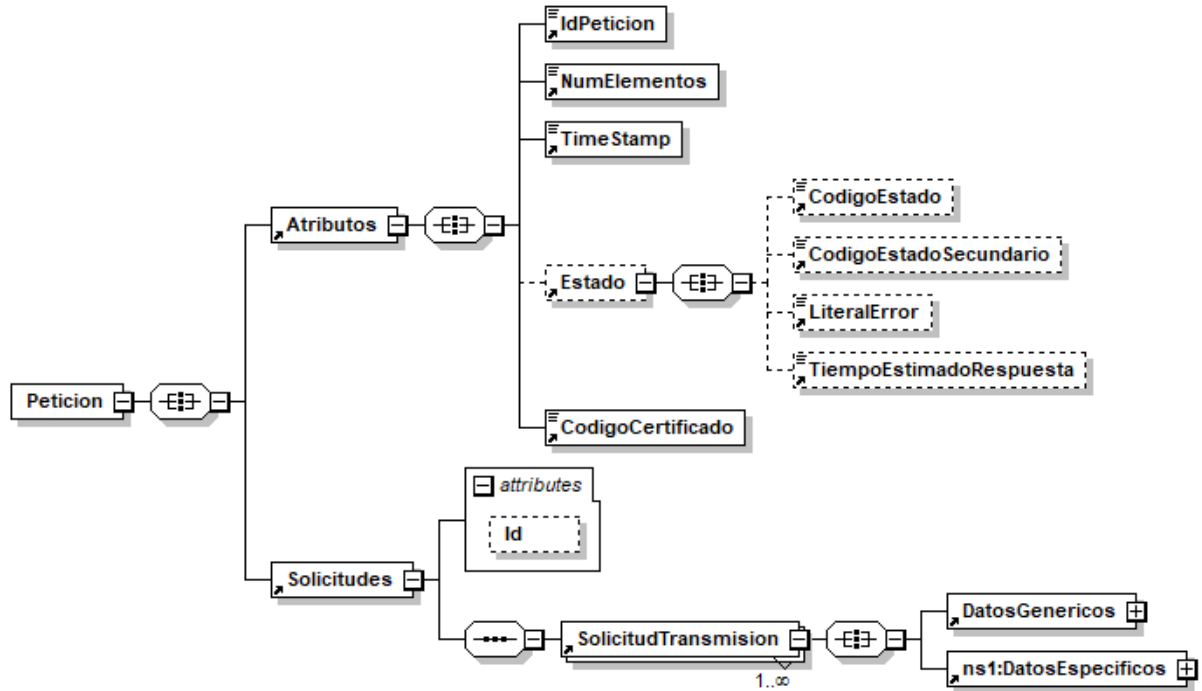 IdPeticion
NumElementos
TimeStamp
CodigoEstado
Atributos
CodigoEstadoSecundario
Estado
LiteralError
TiempoEstimadoRespuesta
Peticion
CodigoCertificado
attributes
Id
Solicitudes
DatosGenericos
SolicitudTransmision
ns1:DatosEspecificos
1..∞